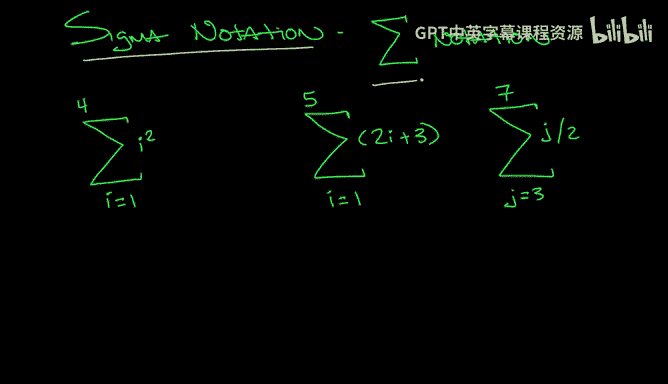 Sigma Notation - ∑ Notation
GPT中英字幕课程资源 bilibili
4 ∑ i² i=1
5 ∑ (2i+3) i=1
7 ∑ j/2 j=3